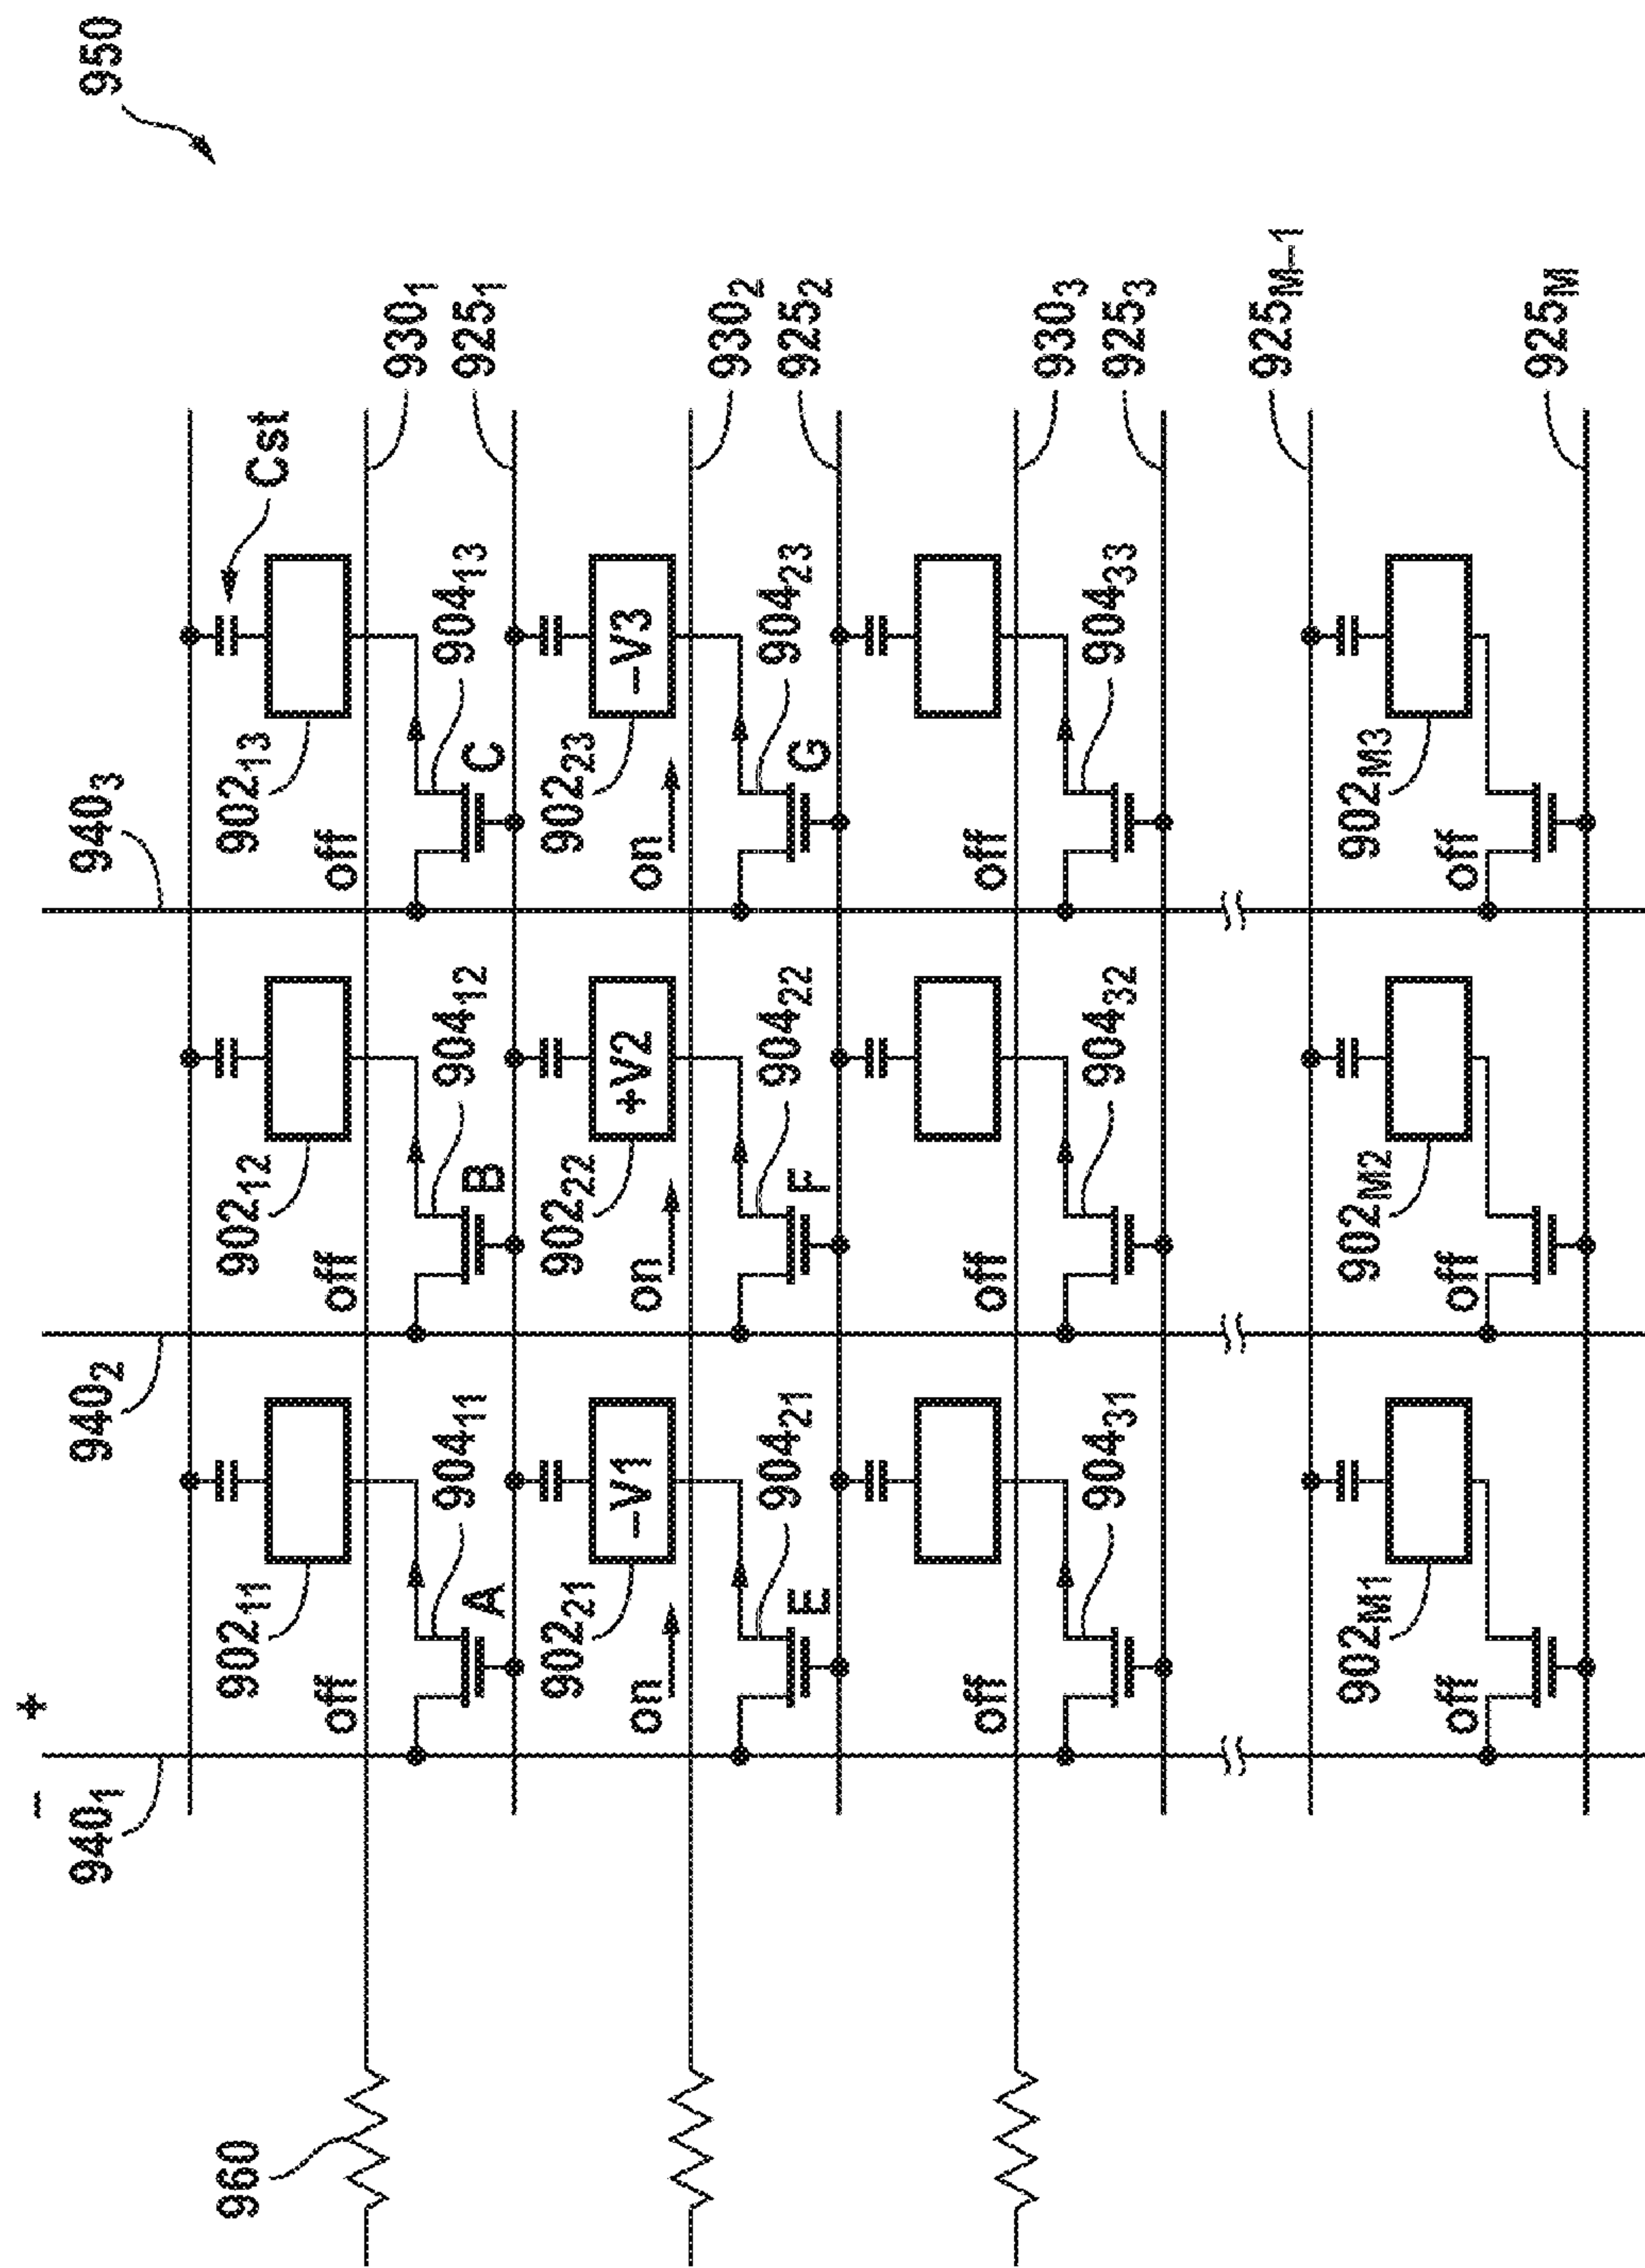 950
940₁
− +
940₂
940₃
902₁₁
902₁₂
902₁₃
Cst
960
off
off
off
930₁
904₁₁
904₁₂
904₁₃
A
B
C
925₁
902₂₁
902₂₂
902₂₃
−V1
+V2
−V3
on
on
on
930₂
904₂₁
904₂₂
904₂₃
E
F
G
925₂
off
off
off
930₃
904₃₁
904₃₂
904₃₃
925₃
925M−1
902M1
902M2
902M3
off
off
off
925M